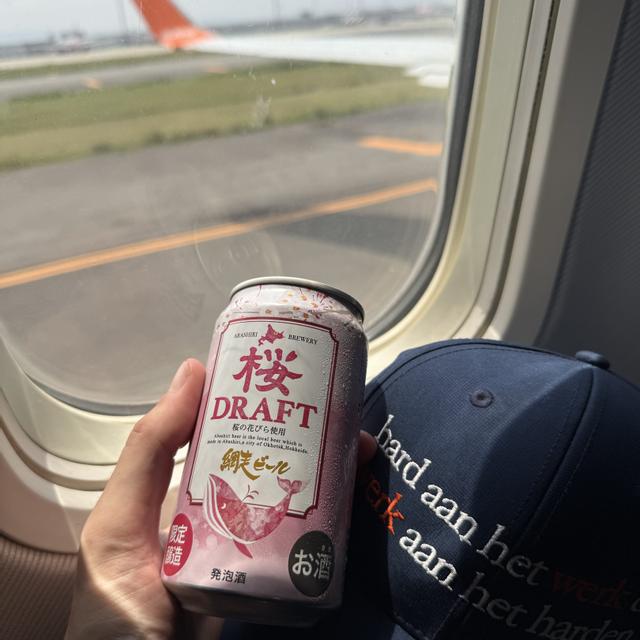 ABASHIRI BREWERY
桜
DRAFT
桜の花びら使用
Abashiri beer is the local beer which is
made in Abashiri,a city of Okhotsk,Hokkaido.
網走ビール
限定
醸造
発泡酒
お酒
hard aan het werk
werk aan het harde